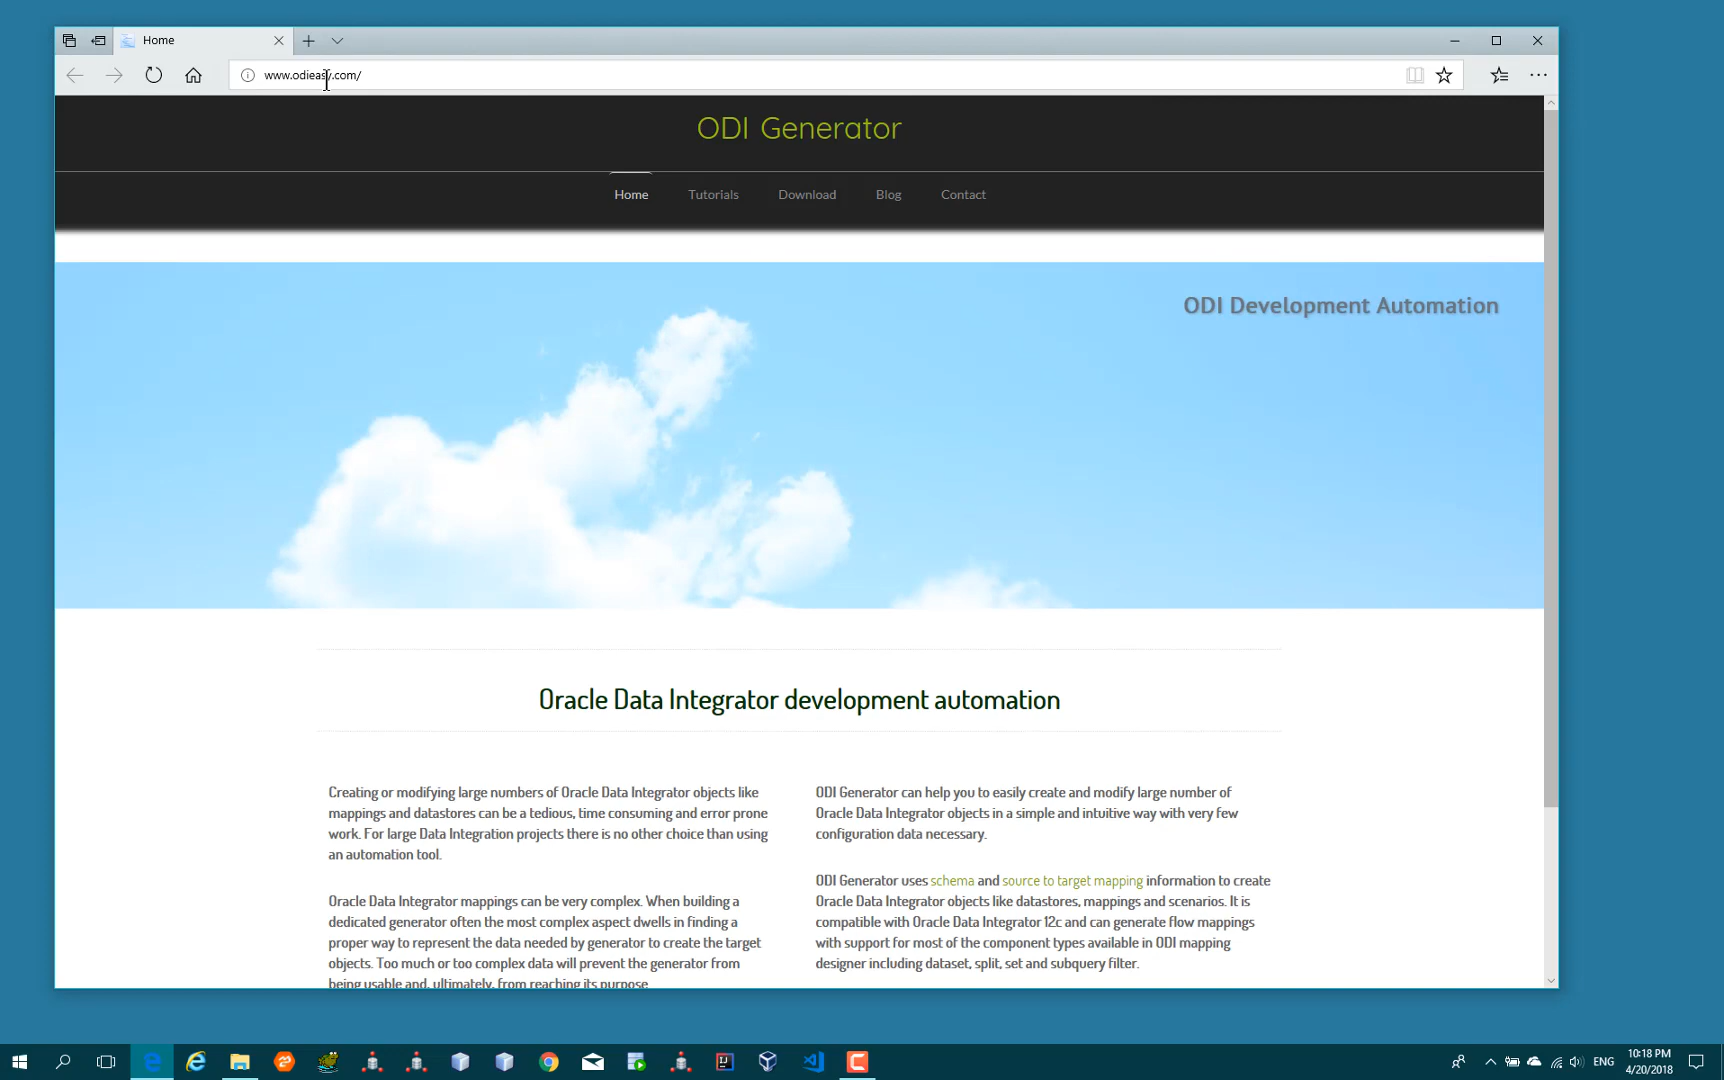 Home
www.odieasy.com/
ODI Generator
Home Tutorials Download Blog Contact
ODI Development Automation
Oracle Data Integrator development automation
Creating or modifying large numbers of Oracle Data Integrator objects like
mappings and datastores can be a tedious, time consuming and error prone
work. For large Data Integration projects there is no other choice than using
an automation tool.
Oracle Data Integrator mappings can be very complex. When building a
dedicated generator often the most complex aspect dwells in finding a
proper way to represent the data needed by generator to create the target
objects. Too much or too complex data will prevent the generator from
being usable and, ultimately, from reaching its purpose
ODI Generator can help you to easily create and modify large number of
Oracle Data Integrator objects in a simple and intuitive way with very few
configuration data necessary.
ODI Generator uses schema and source to target mapping information to create
Oracle Data Integrator objects like datastores, mappings and scenarios. It is
compatible with Oracle Data Integrator 12c and can generate flow mappings
with support for most of the component types available in ODI mapping
designer including dataset, split, set and subquery filter.
ENG
10:18 PM
4/20/2018